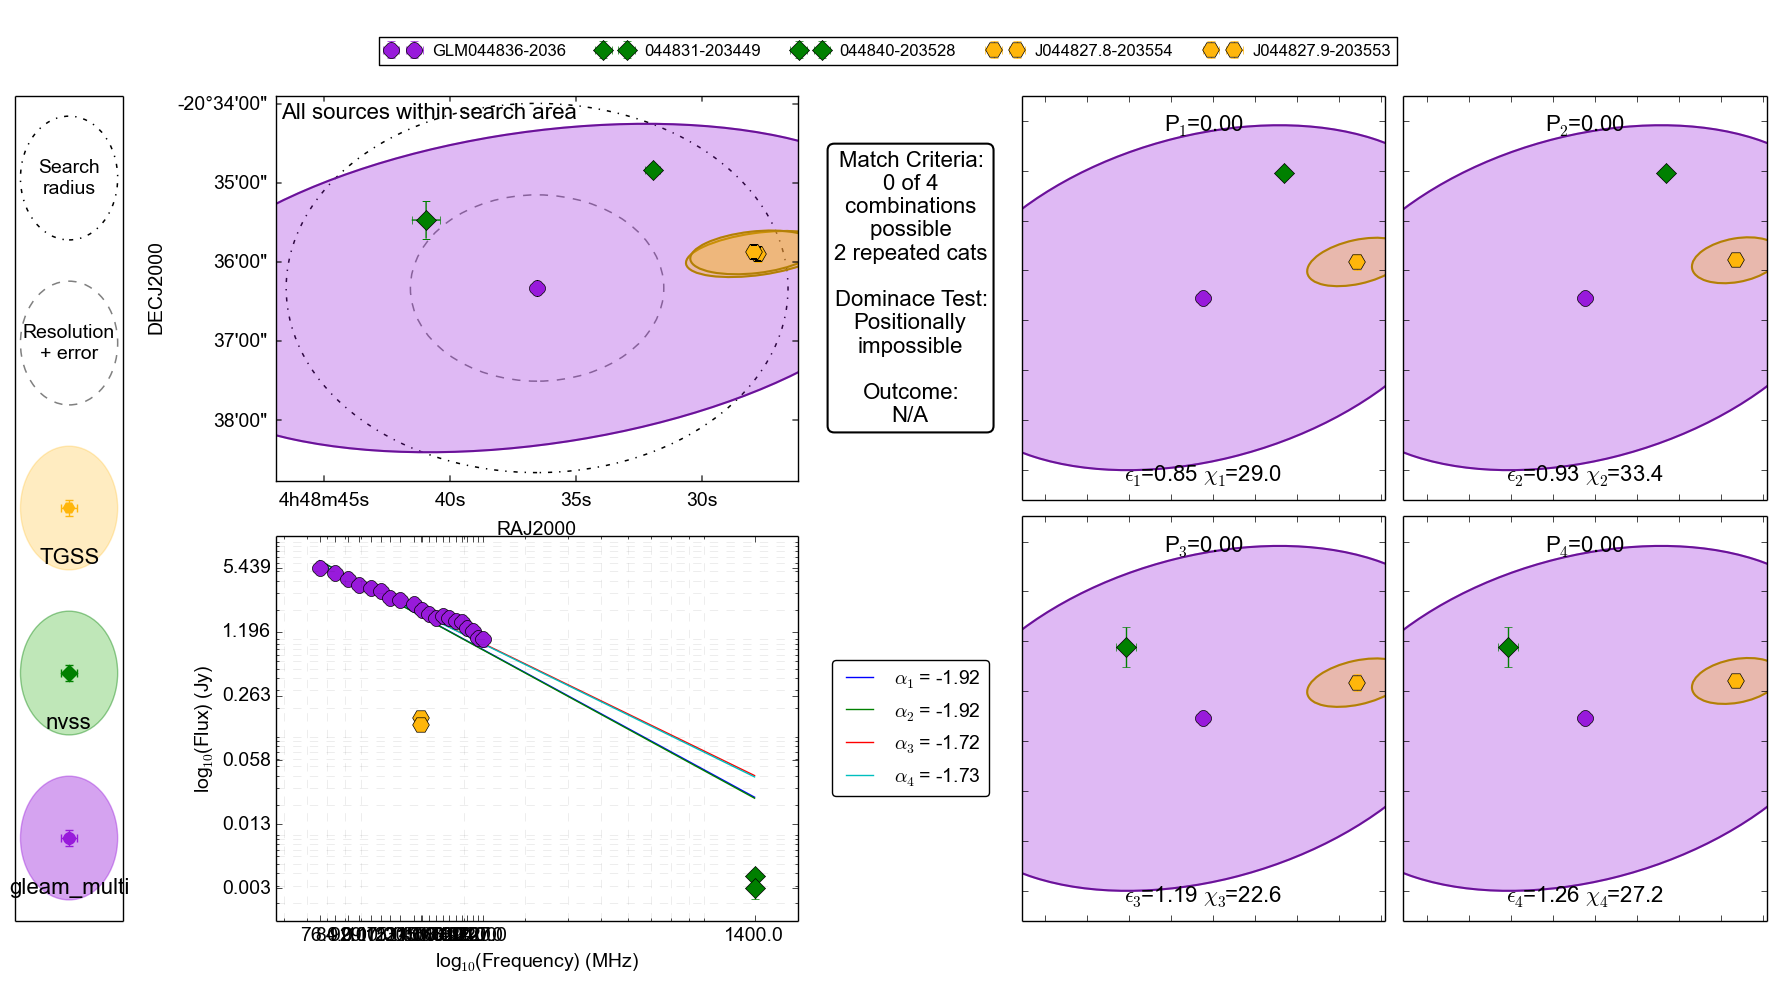 GLM044836-2036
044831-203449
044840-203528
J044827.8-203554
J044827.9-203553
Search
radius
Resolution
+ error
TGSS
nvss
gleam_multi
All sources within search area
-20°34'00"
35'00"
36'00"
37'00"
38'00"
DECJ2000
4h48m45s
40s
35s
30s
RAJ2000
Match Criteria:
0 of 4
combinations
possible
2 repeated cats
Dominace Test:
Positionally
impossible
Outcome:
N/A
P1=0.00
ϵ1=0.85 χ1=29.0
P2=0.00
ϵ2=0.93 χ2=33.4
P3=0.00
ϵ3=1.19 χ3=22.6
P4=0.00
ϵ4=1.26 χ4=27.2
5.439
1.196
0.263
0.058
0.013
0.003
log10(Flux) (Jy)
1400.0
log10(Frequency) (MHz)
α1 = -1.92
α2 = -1.92
α3 = -1.72
α4 = -1.73